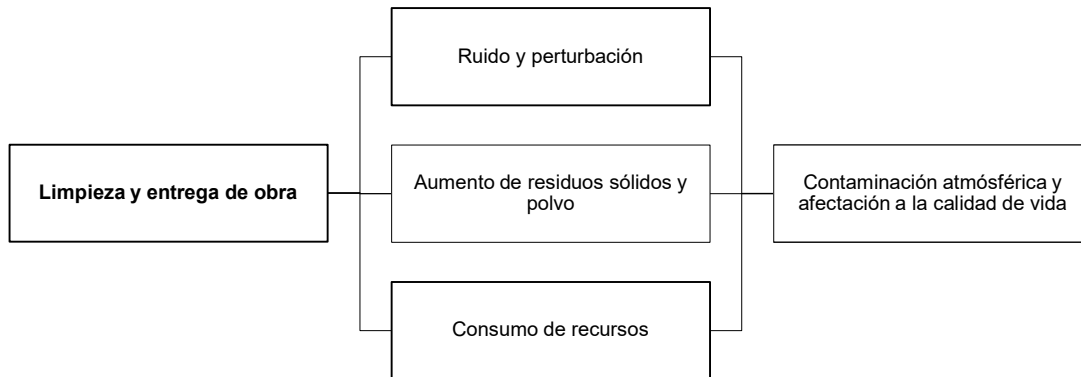 Ruido y perturbación
Limpieza y entrega de obra
Aumento de residuos sólidos y
polvo
Contaminación atmósférica y
afectación a la calidad de vida
Consumo de recursos